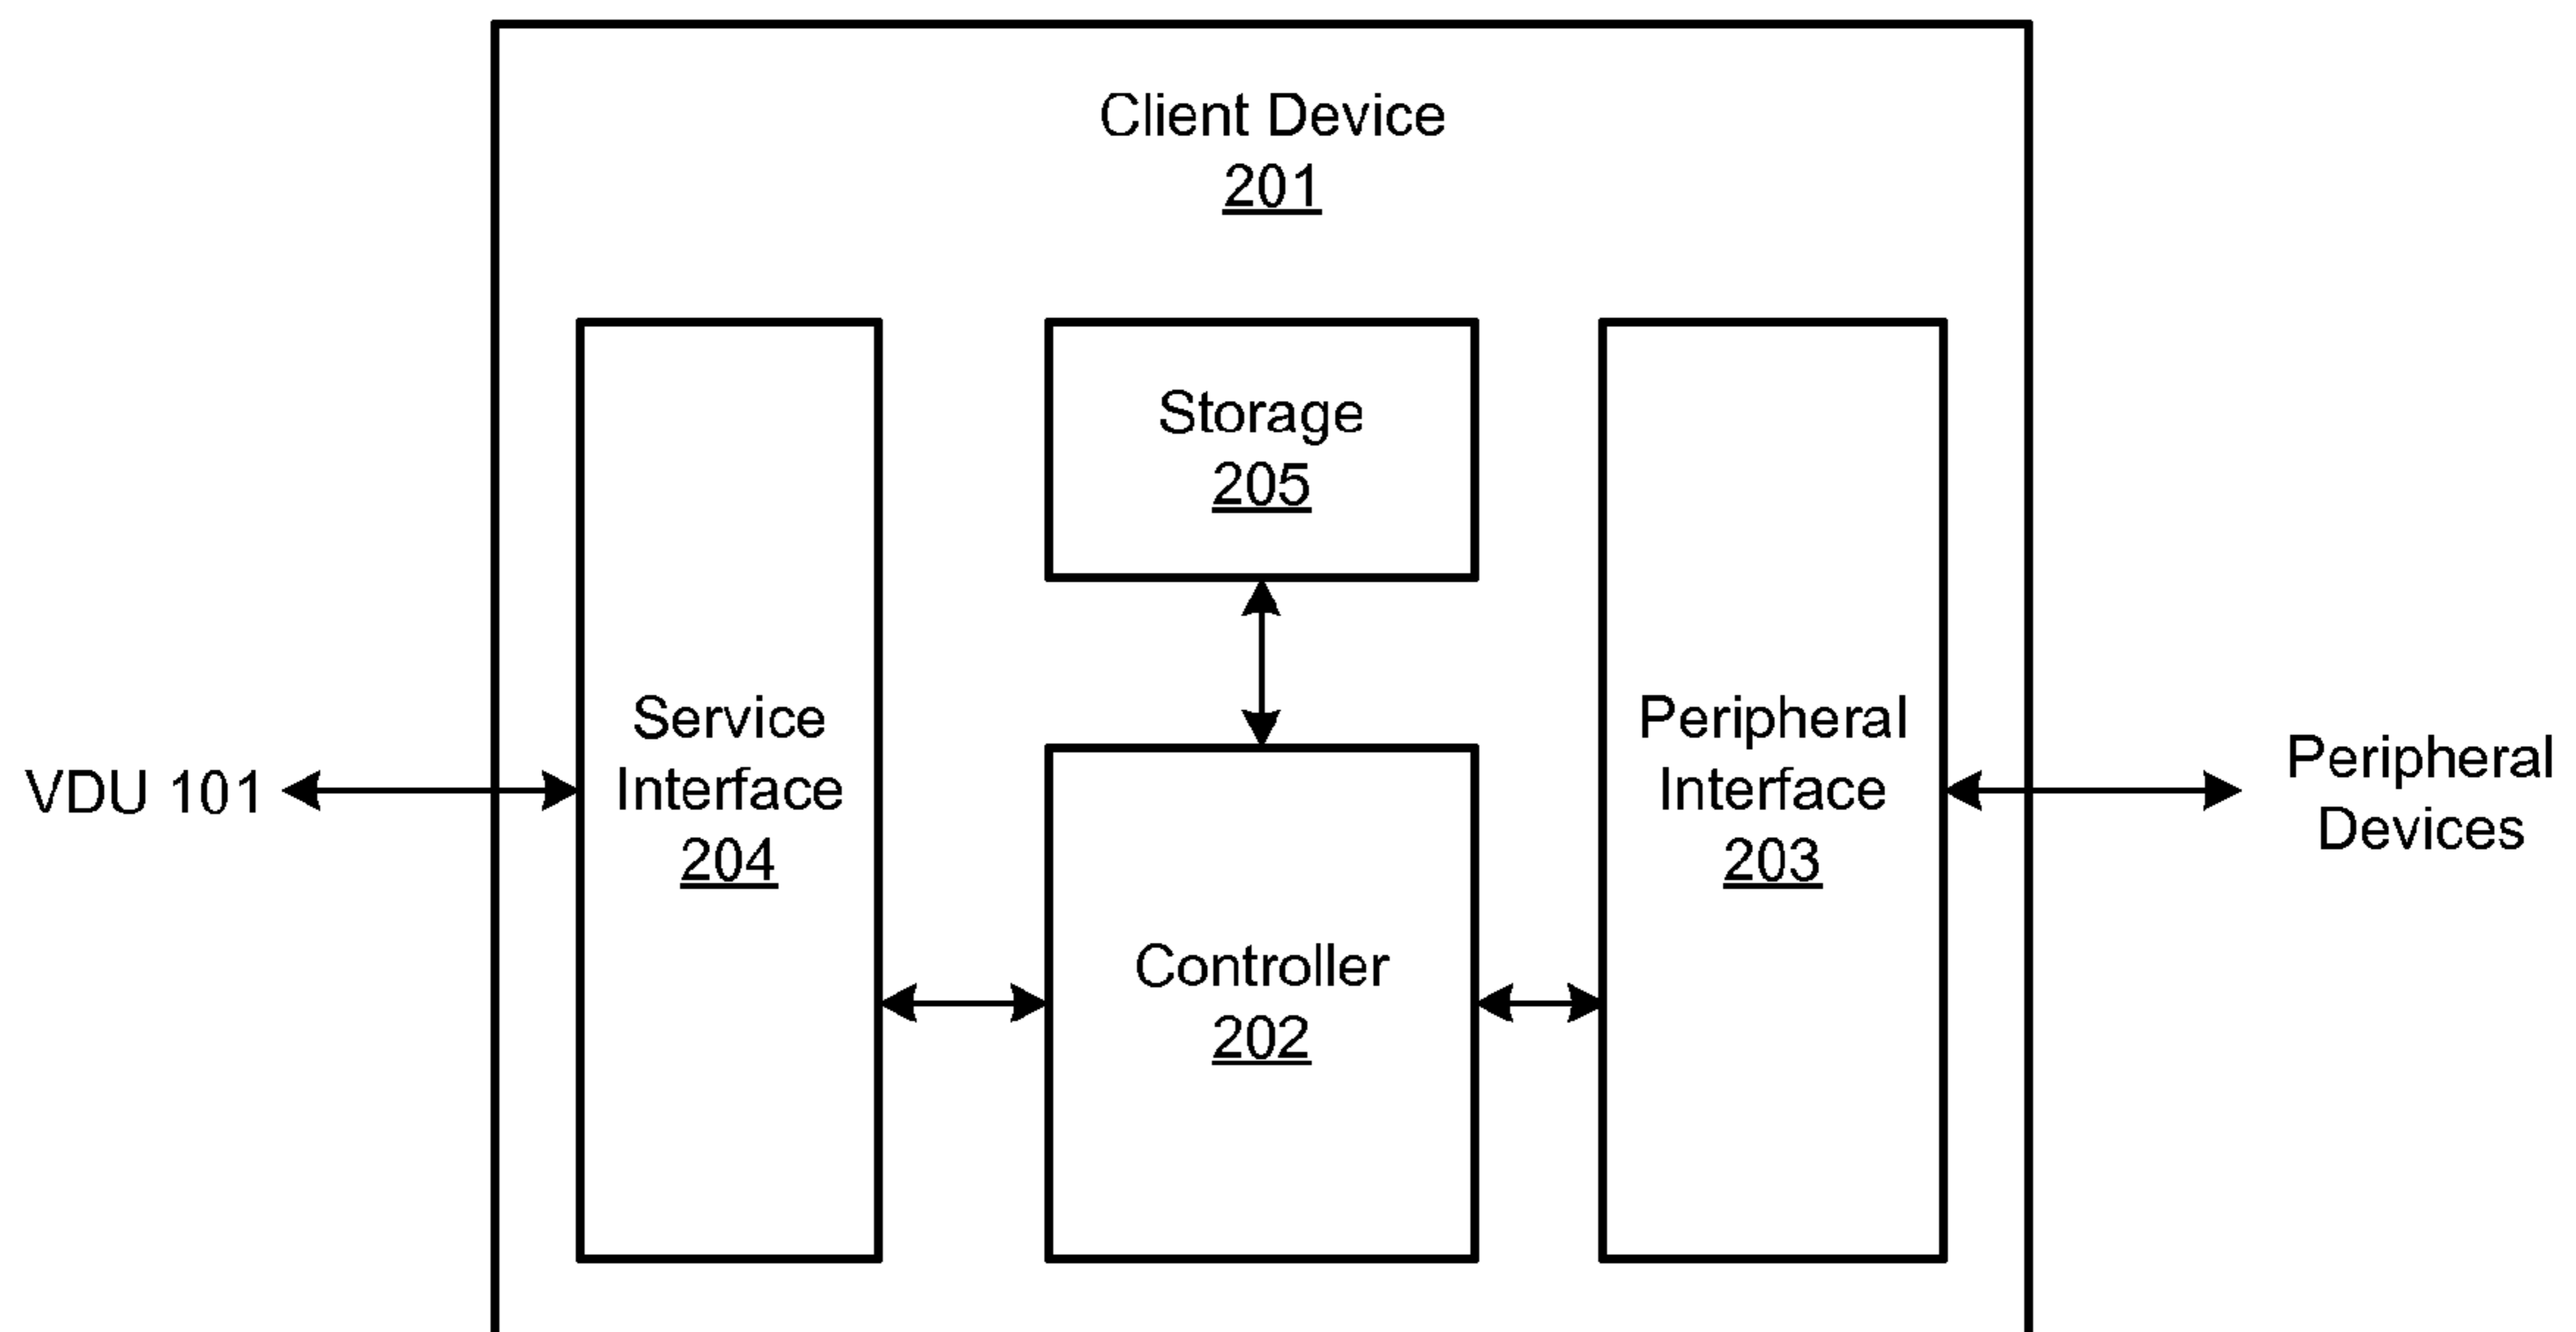 Client Device
201
Storage
205
Service
Interface
204
Peripheral
Interface
203
VDU 101
Peripheral
Devices
Controller
202